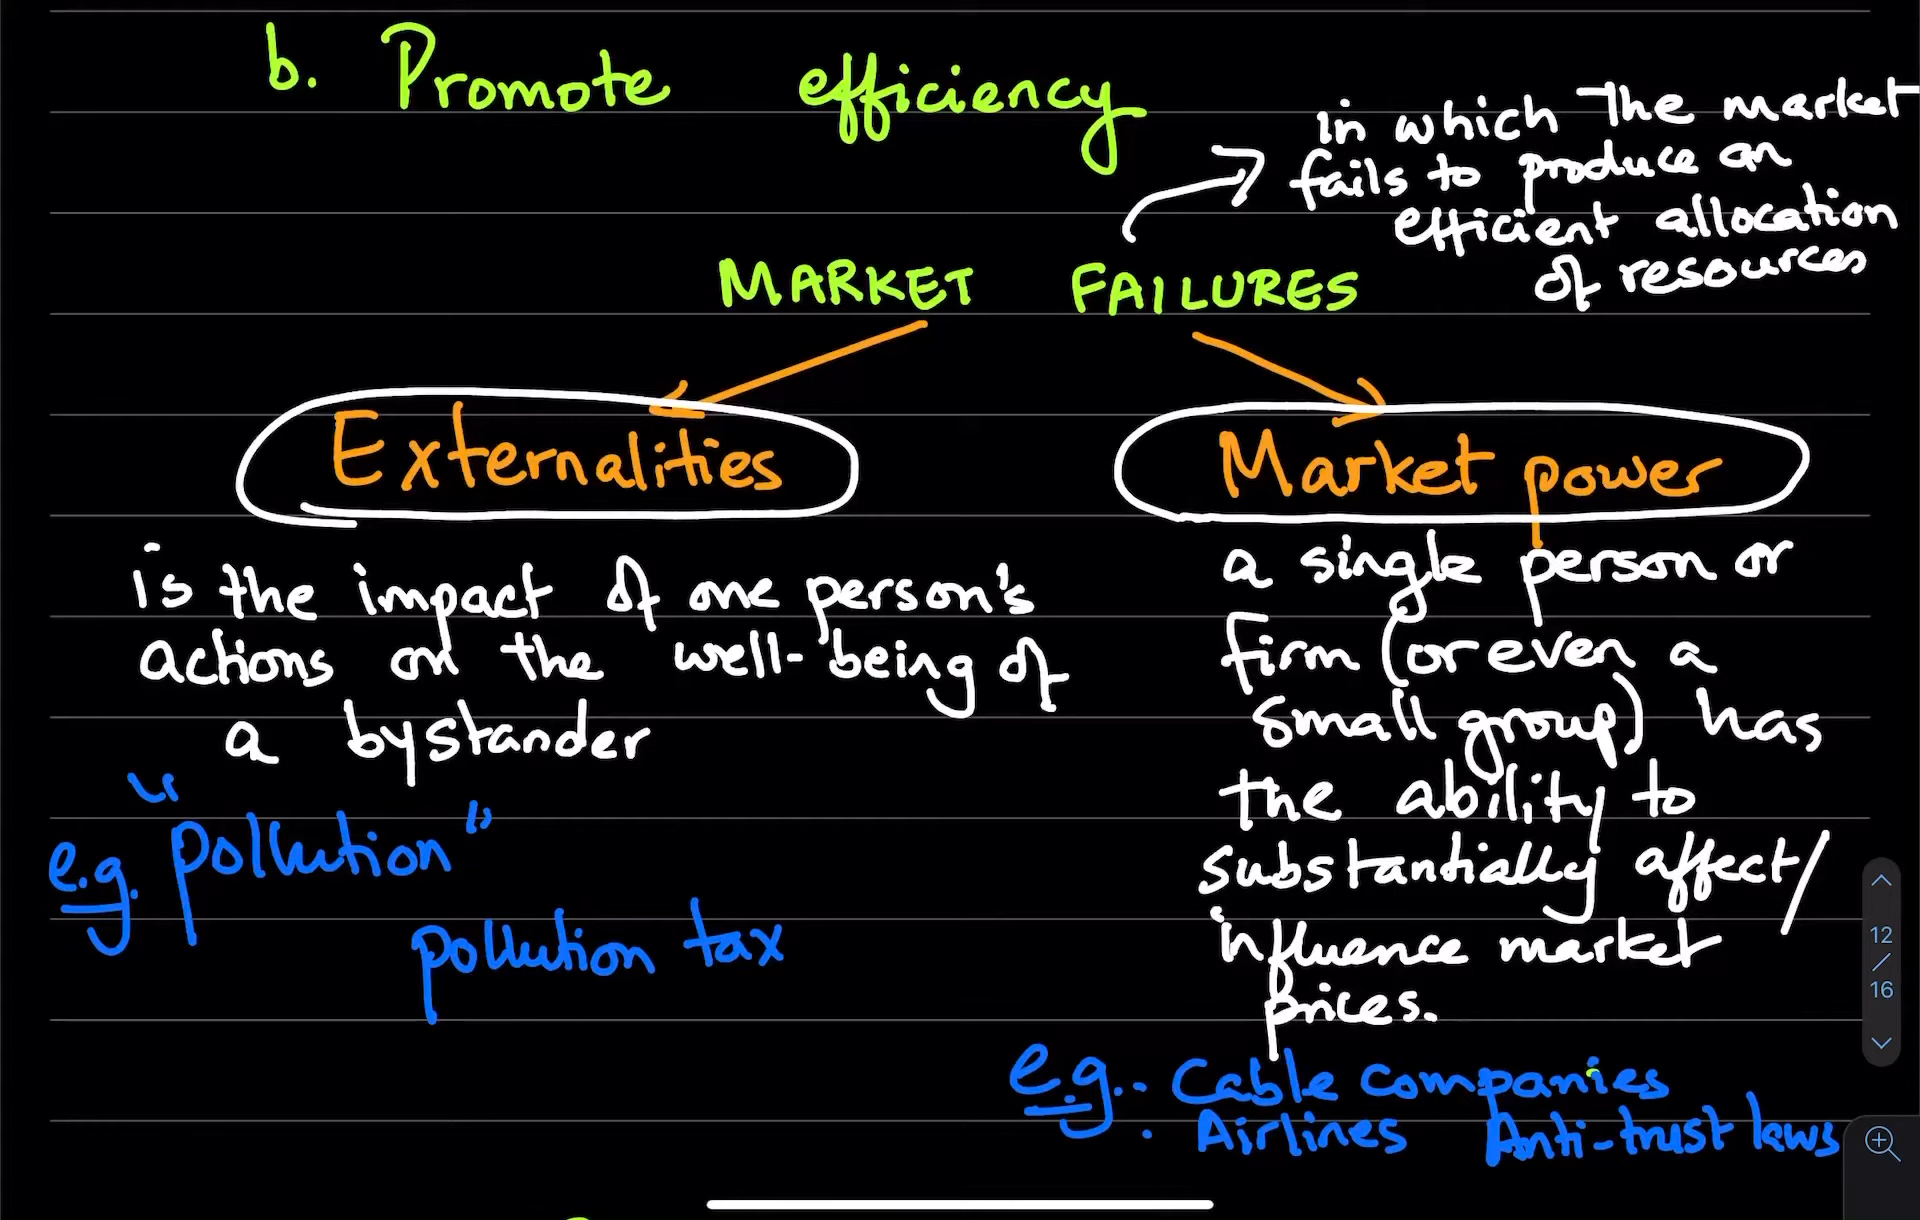 b. Promote efficiency
in which the market
fails to produce an
efficient allocation
of resources
MARKET FAILURES
Externalities
is the impact of one person's
actions on the well-being of
a bystander
e.g. "pollution"
pollution tax
Market power
a single person or
firm (or even a
small group) has
the ability to
substantially affect/
influence market
prices.
e.g. · Cable companies
· Airlines Anti-trust laws
12
/
16